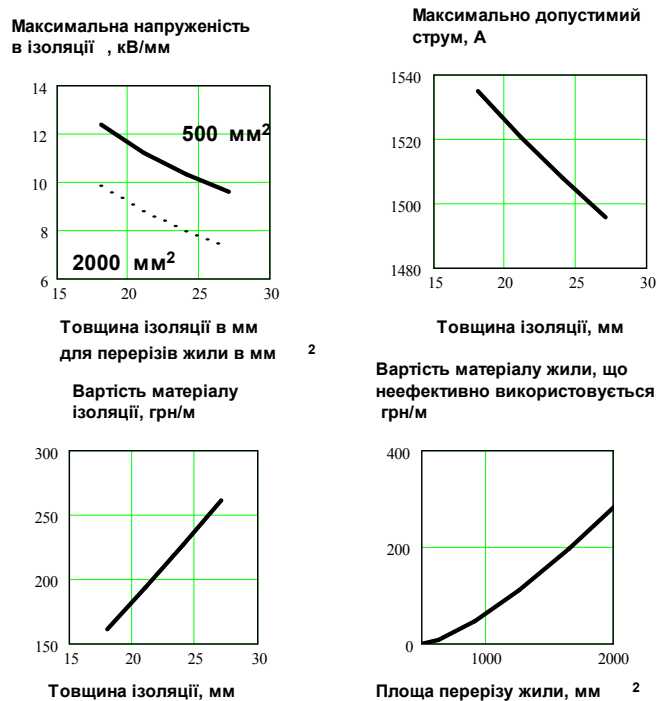 Максимальна напруженість
в ізоляції , кВ/мм
14
12
10
8
6
500 мм2
2000 мм2
15 20 25 30
Товщина ізоляції в мм
для перерізів жили в мм 2
Максимально допустимий
струм, А
1540
1520
1500
1480
15 20 25 30
Товщина ізоляції, мм
Вартість матеріалу
ізоляції, грн/м
300
250
200
150
15 20 25 30
Товщина ізоляції, мм
Вартість матеріалу жили, що
неефективно використовується
грн/м
400
200
0
1000 2000
Площа перерізу жили, мм 2